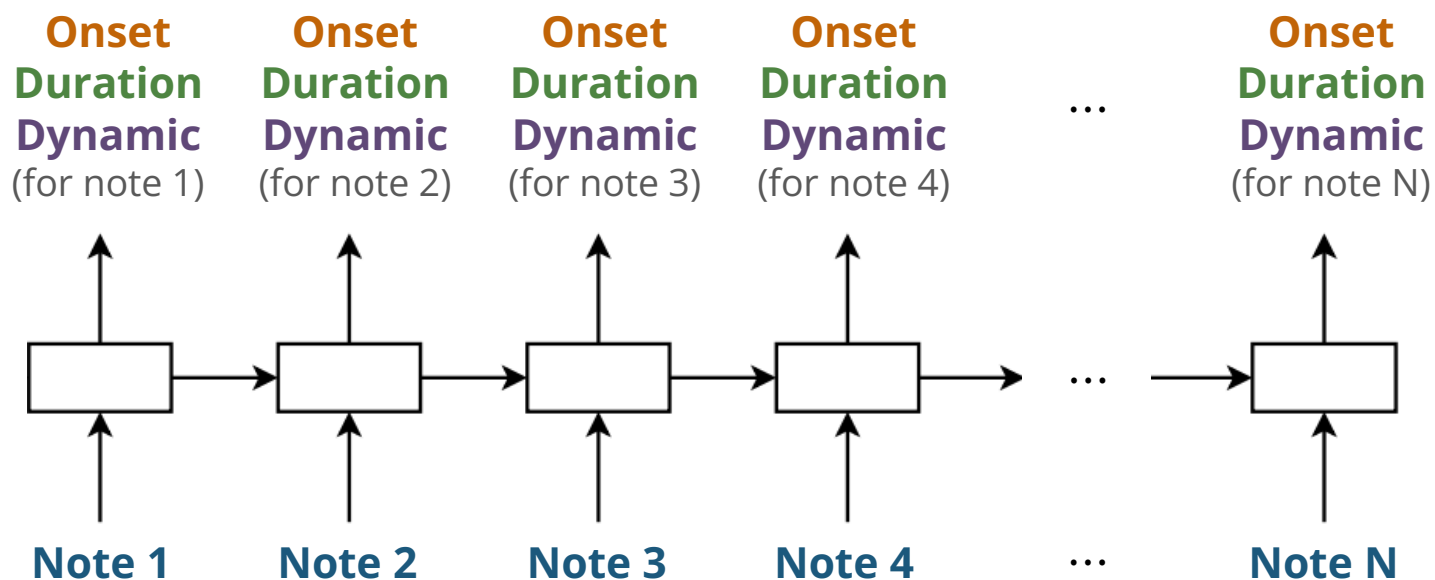 Onset Onset Onset Onset Onset
Duration Duration Duration Duration Duration
...
Dynamic Dynamic Dynamic Dynamic Dynamic
(for note 1) (for note 2) (for note 3) (for note 4) (for note N)
...
Note 1 Note 2 Note 3 Note 4 ... Note N